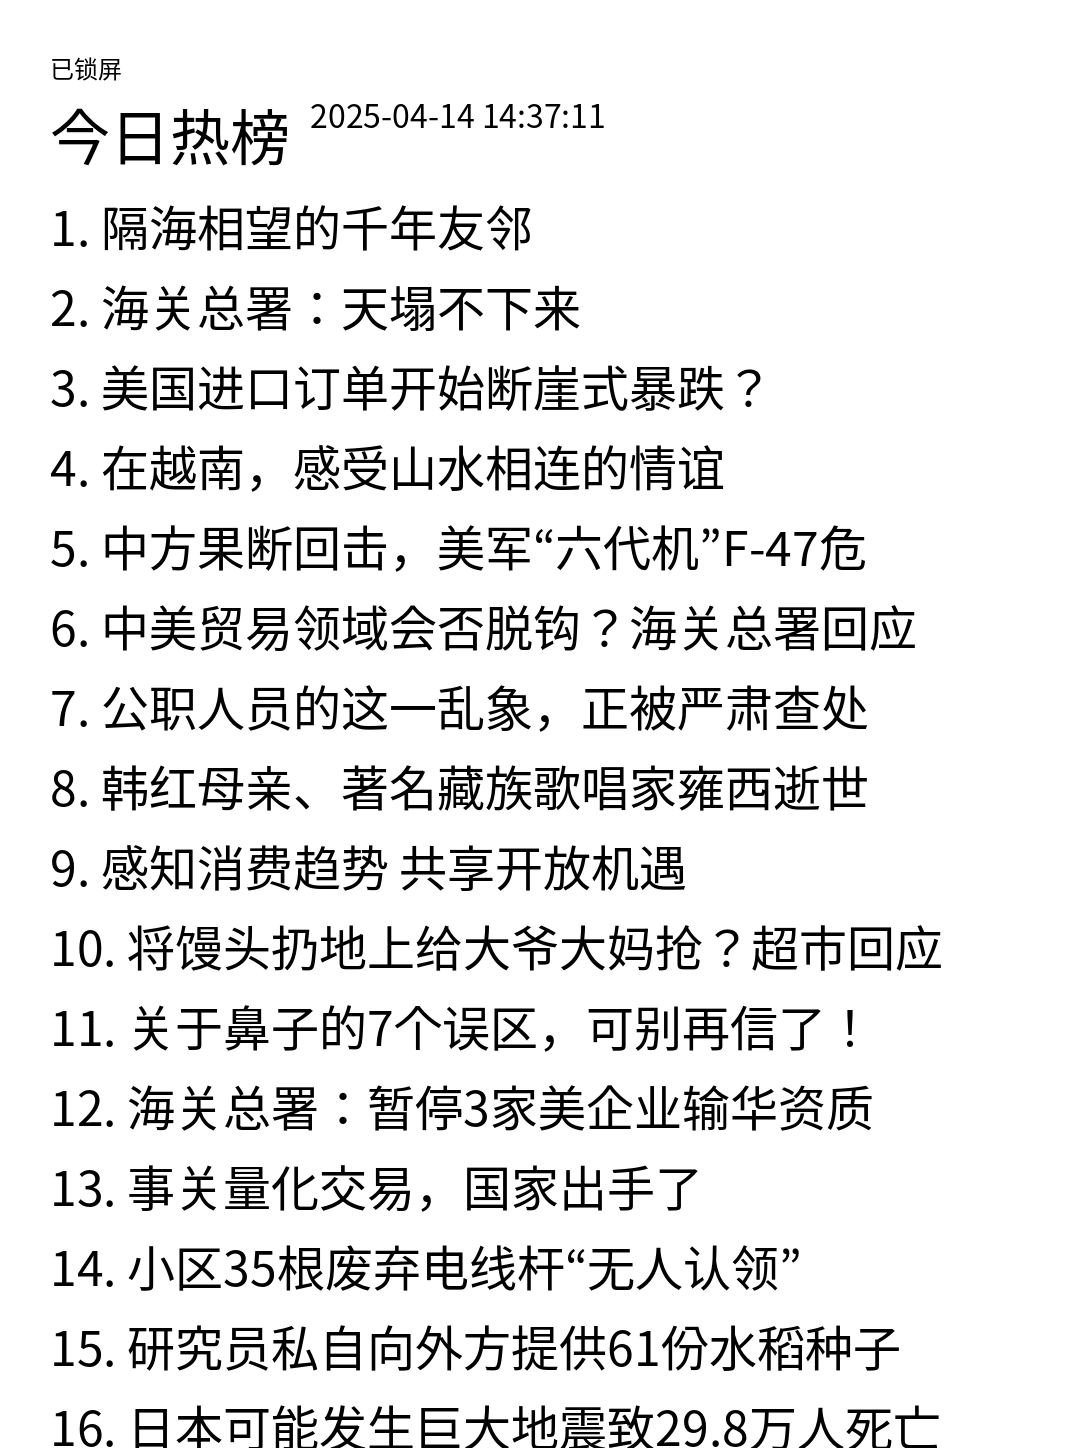 已锁屏
今日热榜 2025-04-14 14:37:11
1. 隔海相望的千年友邻
2. 海关总署：天塌不下来
3. 美国进口订单开始断崖式暴跌？
4. 在越南，感受山水相连的情谊
5. 中方果断回击，美军“六代机”F-47危
6. 中美贸易领域会否脱钩？海关总署回应
7. 公职人员的这一乱象，正被严肃查处
8. 韩红母亲、著名藏族歌唱家雍西逝世
9. 感知消费趋势 共享开放机遇
10. 将馒头扔地上给大爷大妈抢？超市回应
11. 关于鼻子的7个误区，可别再信了！
12. 海关总署：暂停3家美企业输华资质
13. 事关量化交易，国家出手了
14. 小区35根废弃电线杆“无人认领”
15. 研究员私自向外方提供61份水稻种子
16. 日本可能发生巨大地震致29.8万人死亡